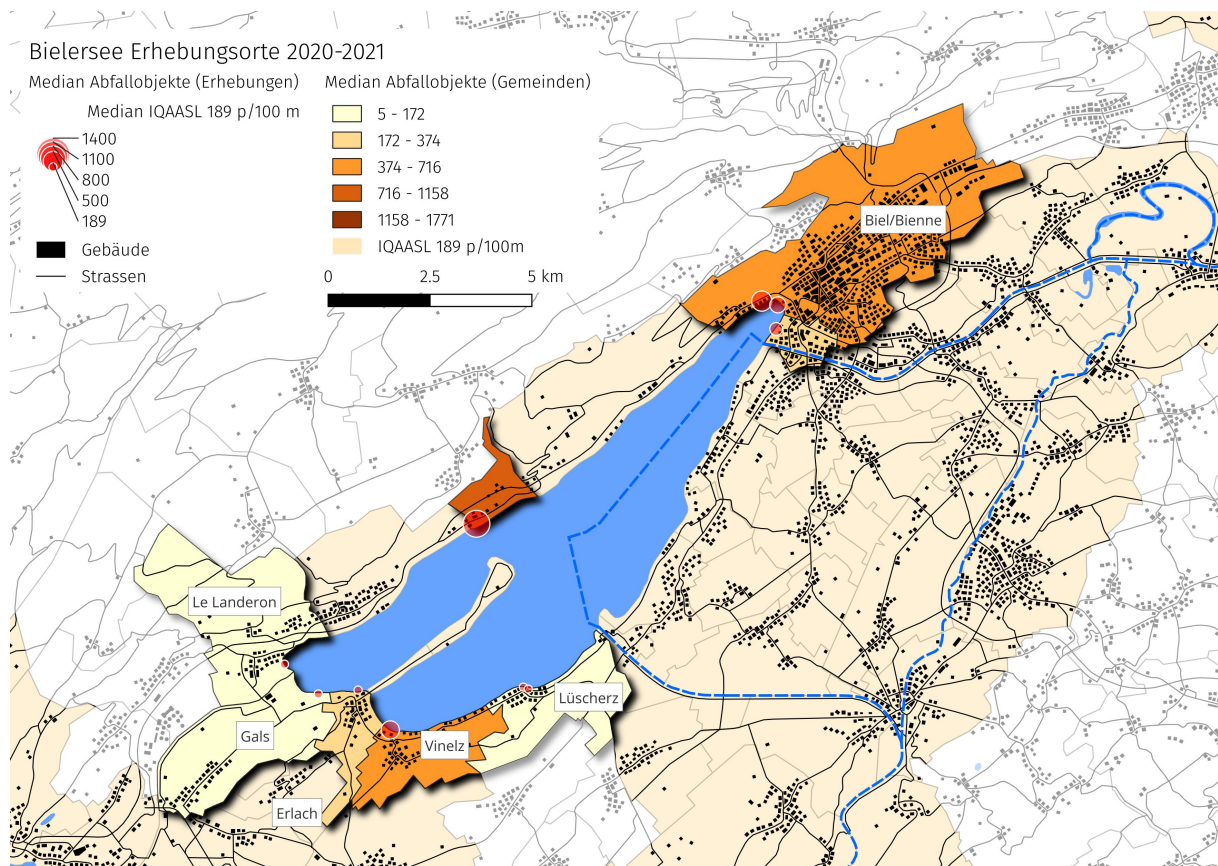 Bielersee Erhebungsorte 2020-2021
Median Abfallobjekte (Erhebungen)
Median IQAASL 189 p/100 m
1400
1100
800
500
189
Gebäude
Strassen
Median Abfallobjekte (Gemeinden)
5 - 172
172 - 374
374 - 716
716 - 1158
1158 - 1771
IQAASL 189 p/100m
0 2.5 5 km
Biel/Bienne
Le Landeron
Lüscherz
Gals
Vinelz
Erlach